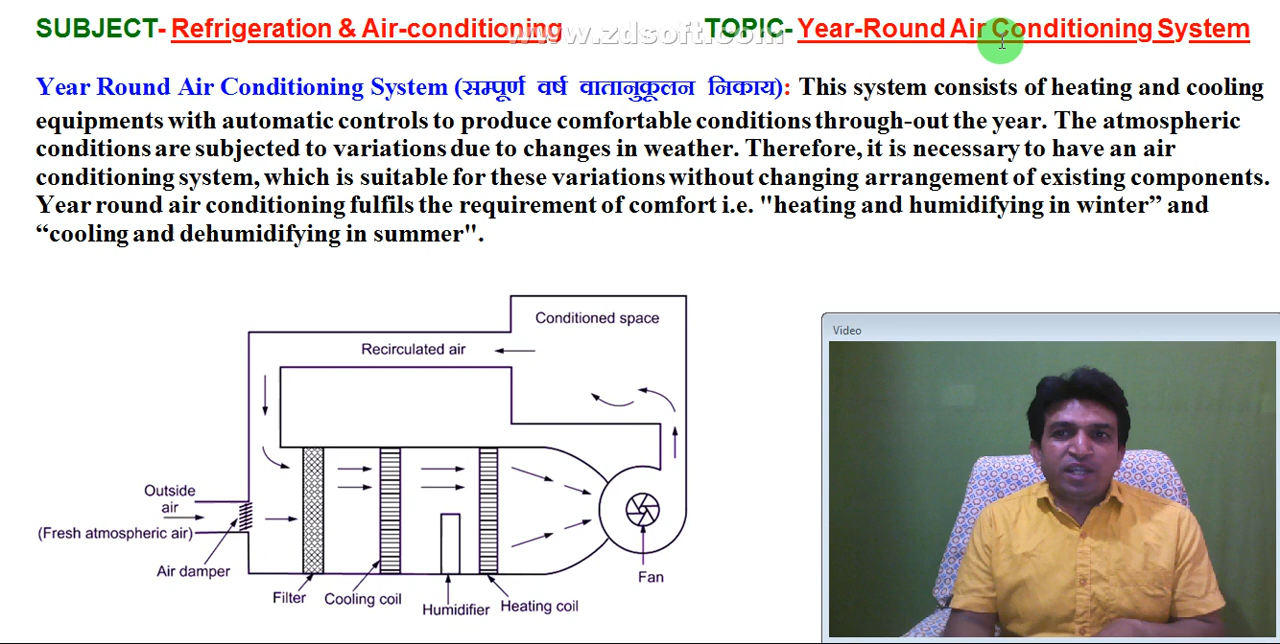 SUBJECT- Refrigeration & Air-conditioning TOPIC- Year-Round Air Conditioning System
www.zdsoft.com
Year Round Air Conditioning System (सम्पूर्ण वर्ष वातानुकूलन निकाय): This system consists of heating and cooling
equipments with automatic controls to produce comfortable conditions through-out the year. The atmospheric
conditions are subjected to variations due to changes in weather. Therefore, it is necessary to have an air
conditioning system, which is suitable for these variations without changing arrangement of existing components.
Year round air conditioning fulfils the requirement of comfort i.e. "heating and humidifying in winter” and
“cooling and dehumidifying in summer".
Conditioned space
Recirculated air
Video
Outside
air
(Fresh atmospheric air)
Air damper
Filter
Cooling coil
Humidifier
Heating coil
Fan